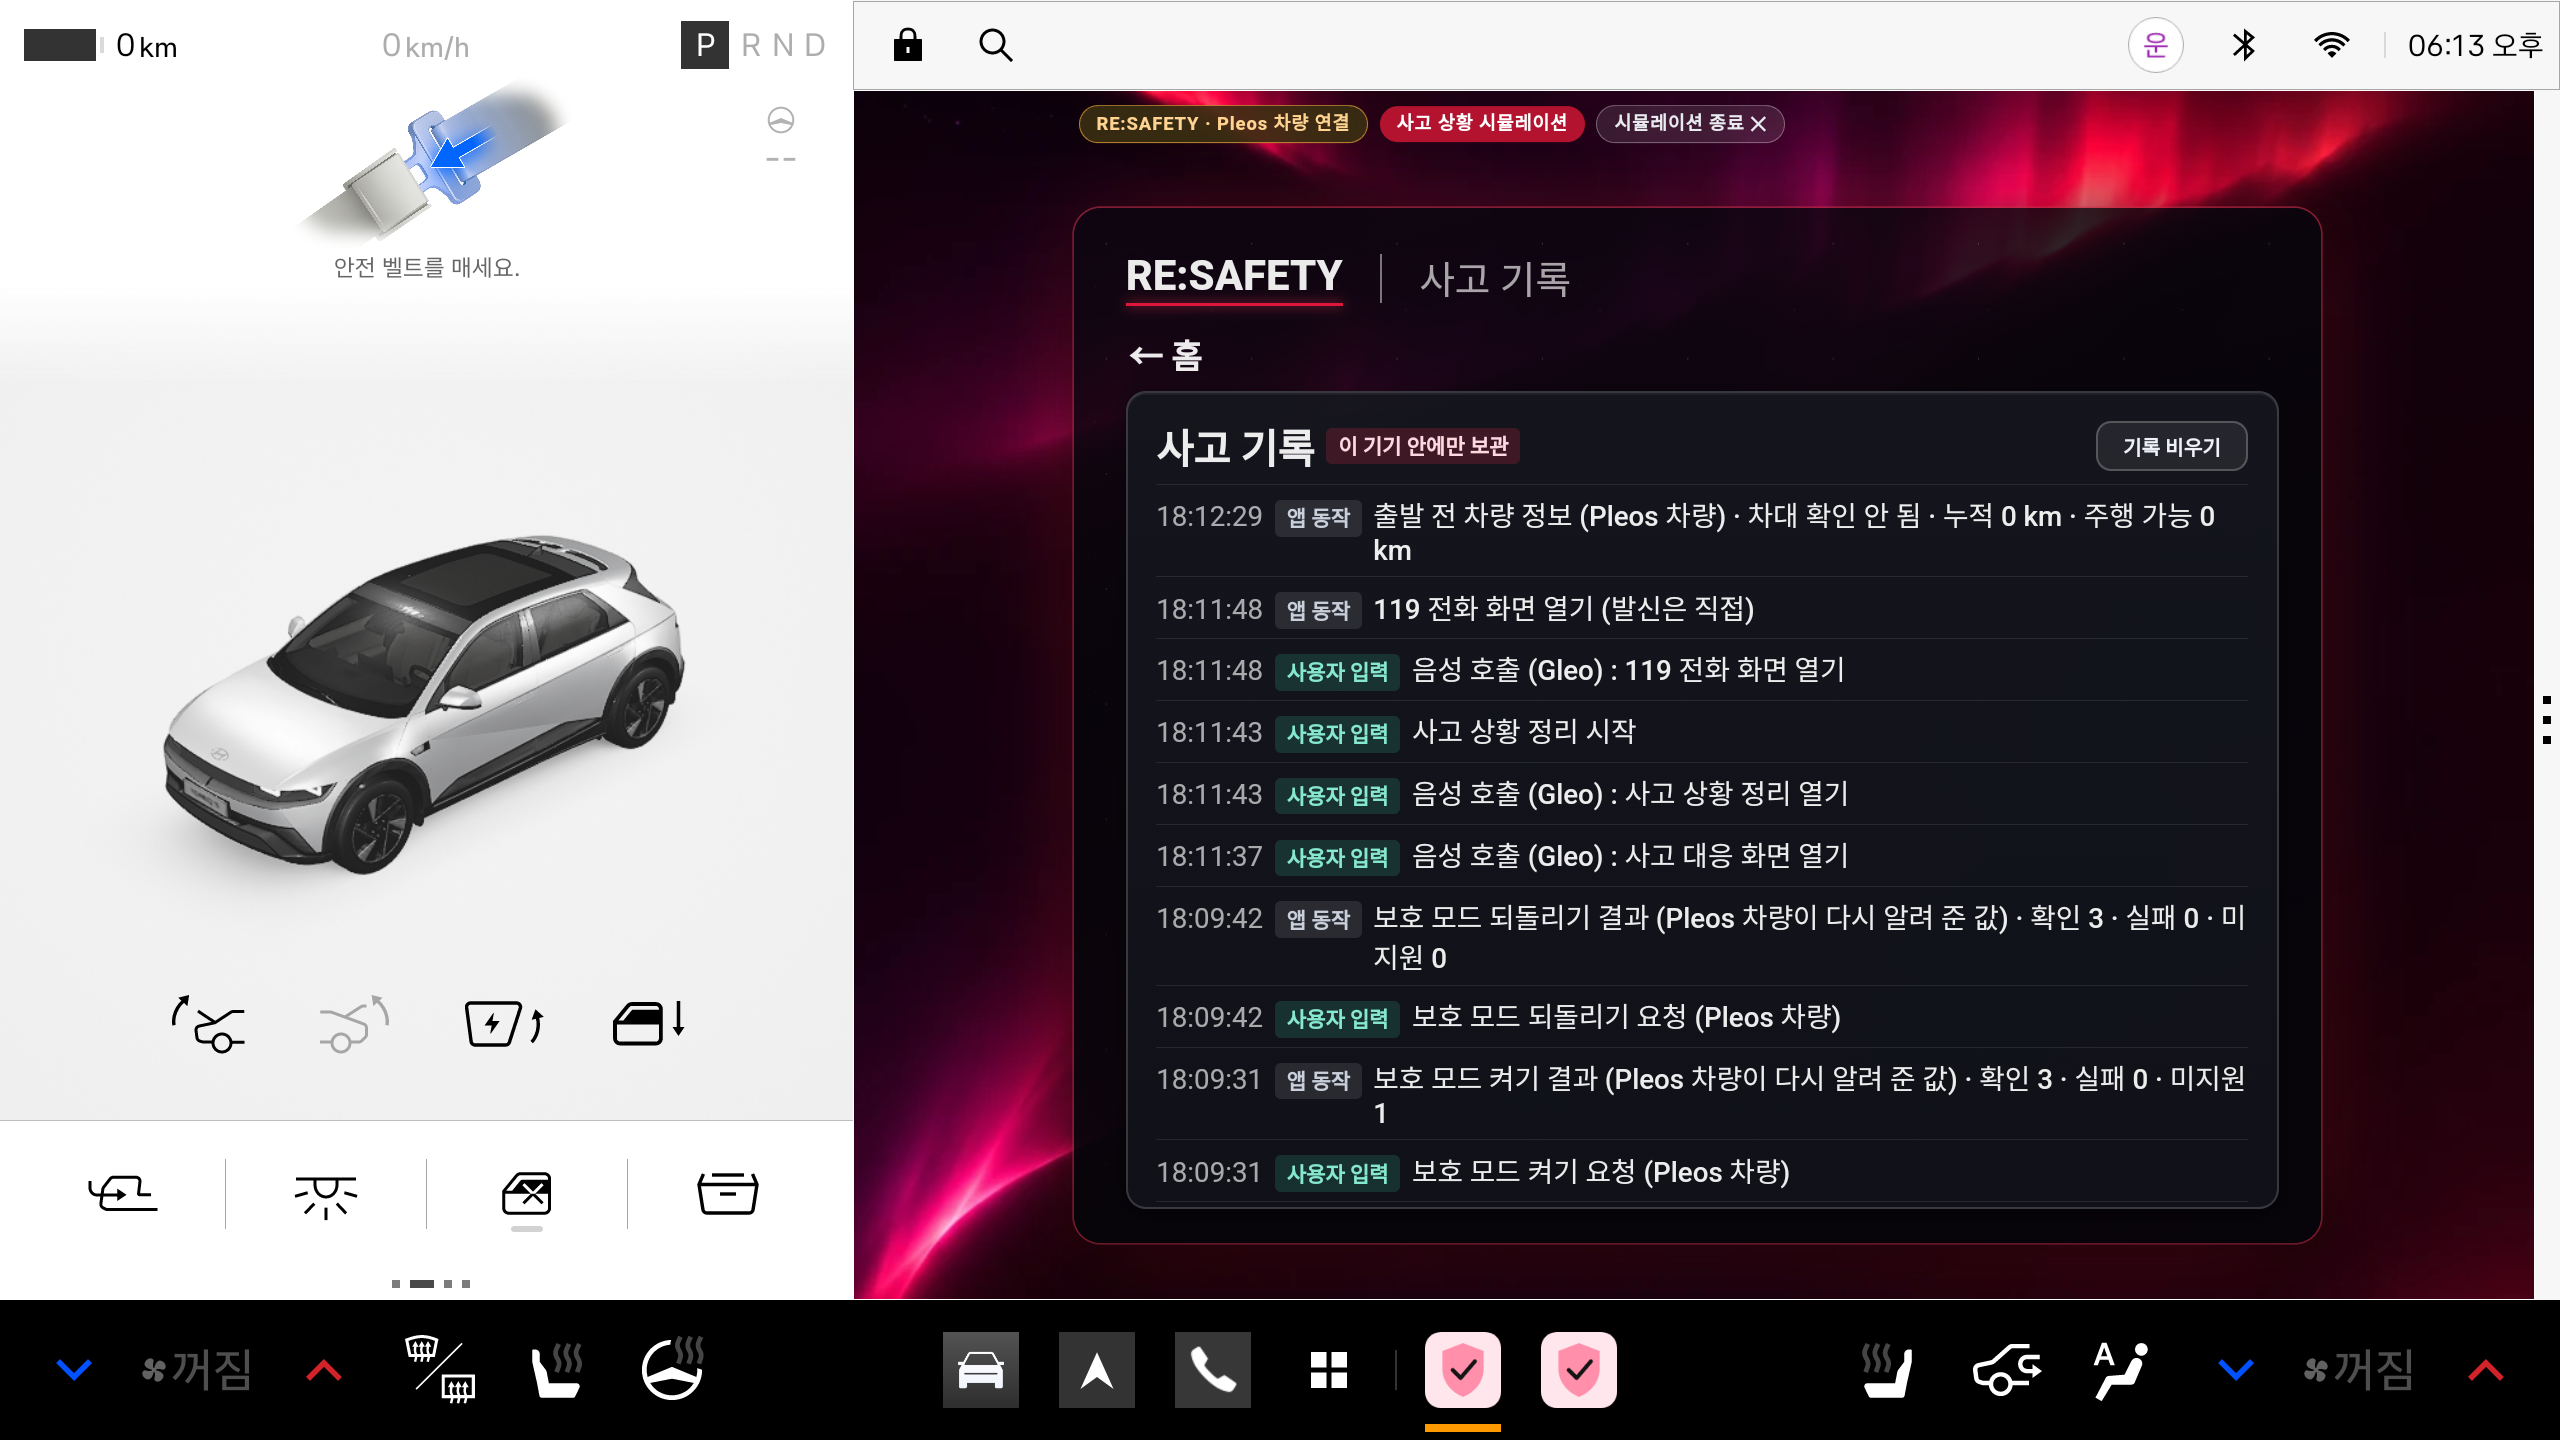 0 km
0 km/h
P R N D
06:13 오후
운
안전 벨트를 매세요.
RE:SAFETY · Pleos 차량 연결
사고 상황 시뮬레이션
시뮬레이션 종료 ✕
RE:SAFETY
사고 기록
← 홈
사고 기록 이 기기 안에만 보관
기록 비우기
18:12:29 앱 동작 출발 전 차량 정보 (Pleos 차량) · 차대 확인 안 됨 · 누적 0 km · 주행 가능 0
km
18:11:48 앱 동작 119 전화 화면 열기 (발신은 직접)
18:11:48 사용자 입력 음성 호출 (Gleo) : 119 전화 화면 열기
18:11:43 사용자 입력 사고 상황 정리 시작
18:11:43 사용자 입력 음성 호출 (Gleo) : 사고 상황 정리 열기
18:11:37 사용자 입력 음성 호출 (Gleo) : 사고 대응 화면 열기
18:09:42 앱 동작 보호 모드 되돌리기 결과 (Pleos 차량이 다시 알려 준 값) · 확인 3 · 실패 0 · 미
지원 0
18:09:42 사용자 입력 보호 모드 되돌리기 요청 (Pleos 차량)
18:09:31 앱 동작 보호 모드 켜기 결과 (Pleos 차량이 다시 알려 준 값) · 확인 3 · 실패 0 · 미지원
1
18:09:31 사용자 입력 보호 모드 켜기 요청 (Pleos 차량)
꺼짐
A
꺼짐